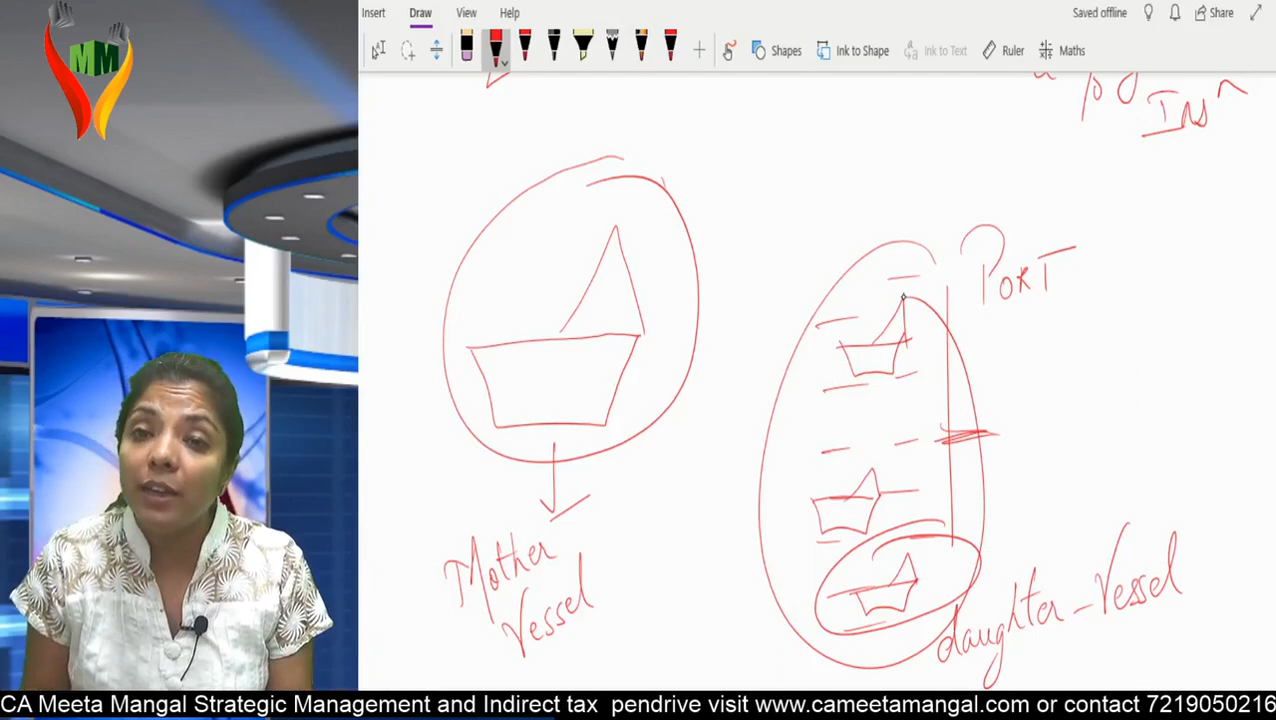 Insert Draw View Help Saved offline Share
Shapes Ink to Shape Ink to Text Ruler Maths
MM
INS
PORT
Mother
Vessel
daughter-Vessel
CA Meeta Mangal Strategic Management and Indirect tax pendrive visit www.cameetamangal.com or contact 7219050216